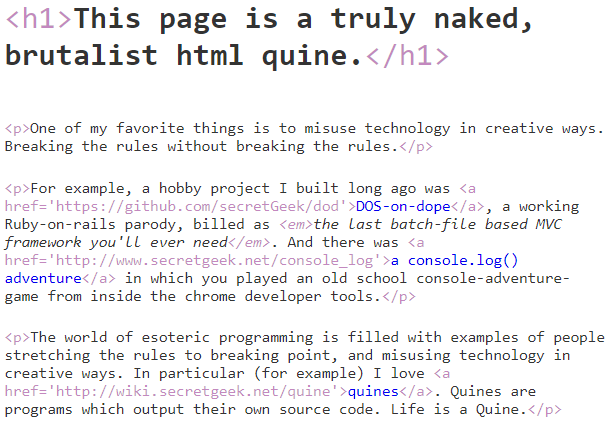 <h1>This page is a truly naked,
brutalist html quine.</h1>
<p>One of my favorite things is to misuse technology in creative ways.
Breaking the rules without breaking the rules.</p>
<p>For example, a hobby project I built long ago was <a
href='https://github.com/secretGeek/dod'>DOS-on-dope</a>, a working
Ruby-on-rails parody, billed as <em>the last batch-file based MVC
framework you'll ever need</em>. And there was <a
href='http://www.secretgeek.net/console_log'>a console.log()
adventure</a> in which you played an old school console-adventure-
game from inside the chrome developer tools.</p>
<p>The world of esoteric programming is filled with examples of people
stretching the rules to breaking point, and misusing technology in
creative ways. In particular (for example) I love <a
href='http://wiki.secretgeek.net/quine'>quines</a>. Quines are
programs which output their own source code. Life is a Quine.</p>